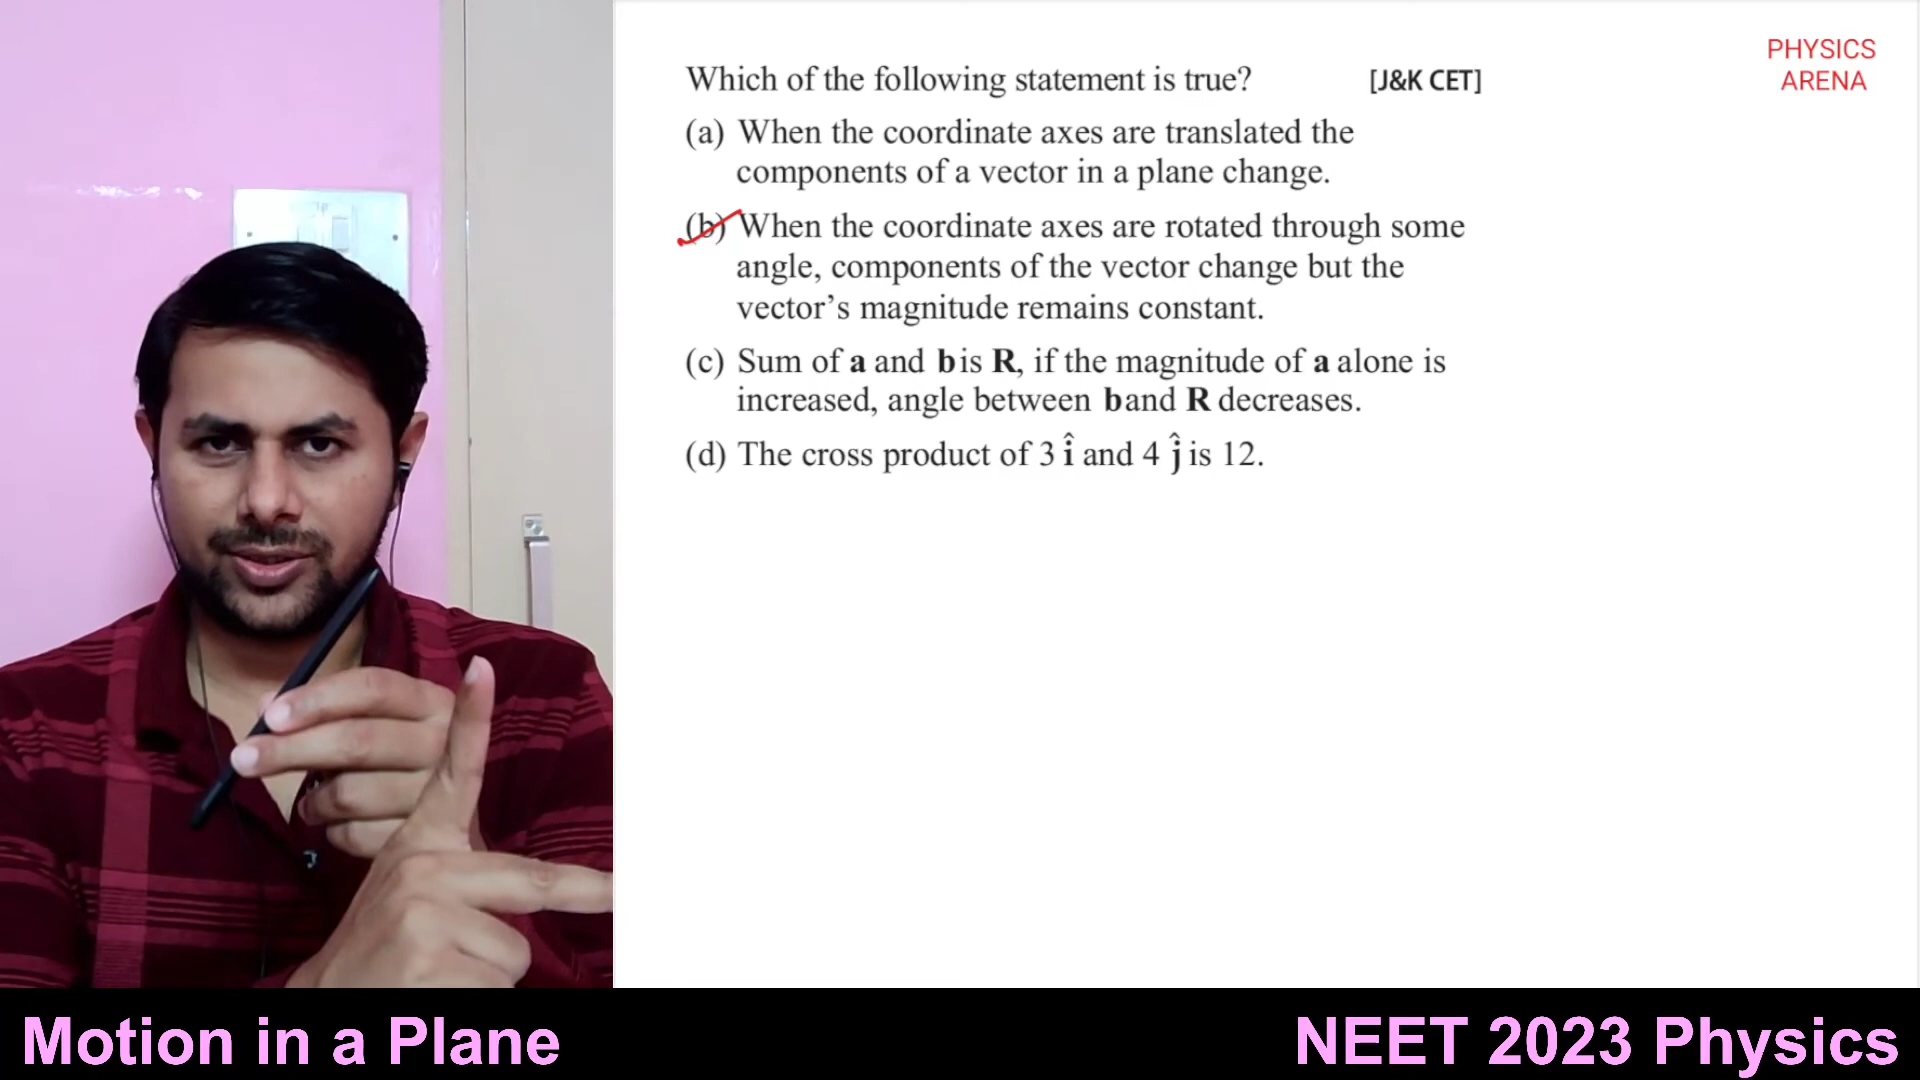 PHYSICS
ARENA
Which of the following statement is true? [J&K CET]
(a) When the coordinate axes are translated the
components of a vector in a plane change.
(b) When the coordinate axes are rotated through some
angle, components of the vector change but the
vector’s magnitude remains constant.
(c) Sum of a and b is R, if the magnitude of a alone is
increased, angle between b and R decreases.
(d) The cross product of 3 î and 4 ĵ is 12.
Motion in a Plane
NEET 2023 Physics